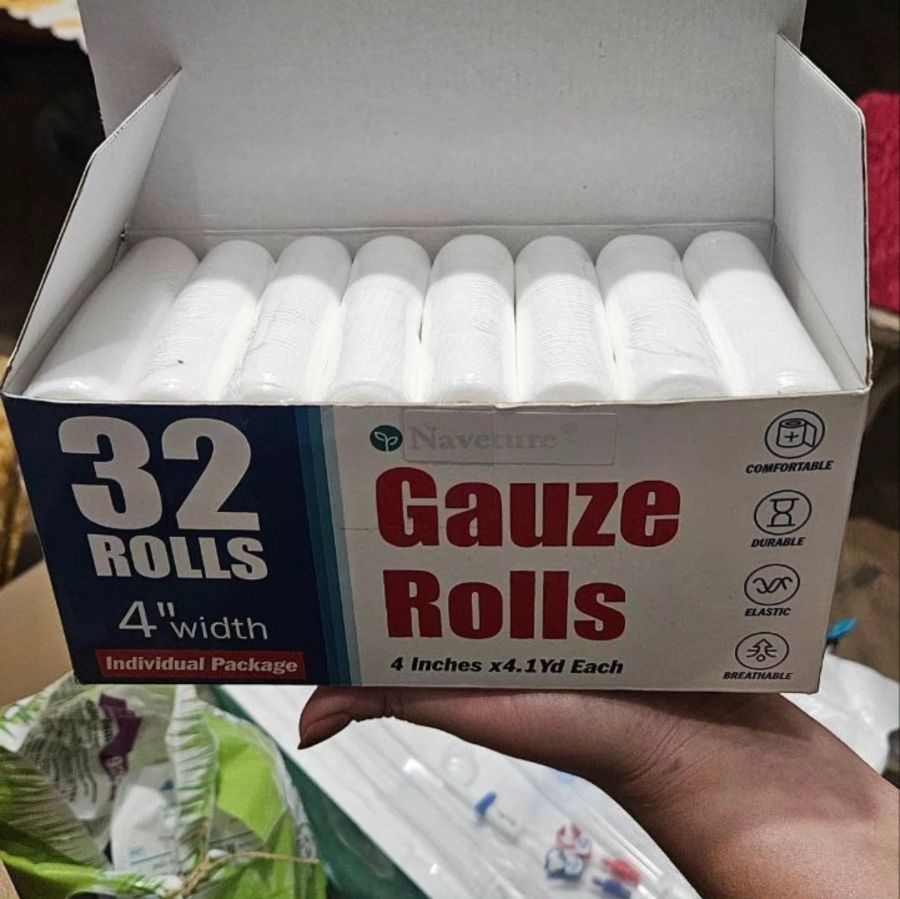 32
ROLLS
4" width
Individual Package
Naveture®
Gauze
Rolls
4 Inches x4.1Yd Each
COMFORTABLE
DURABLE
ELASTIC
BREATHABLE